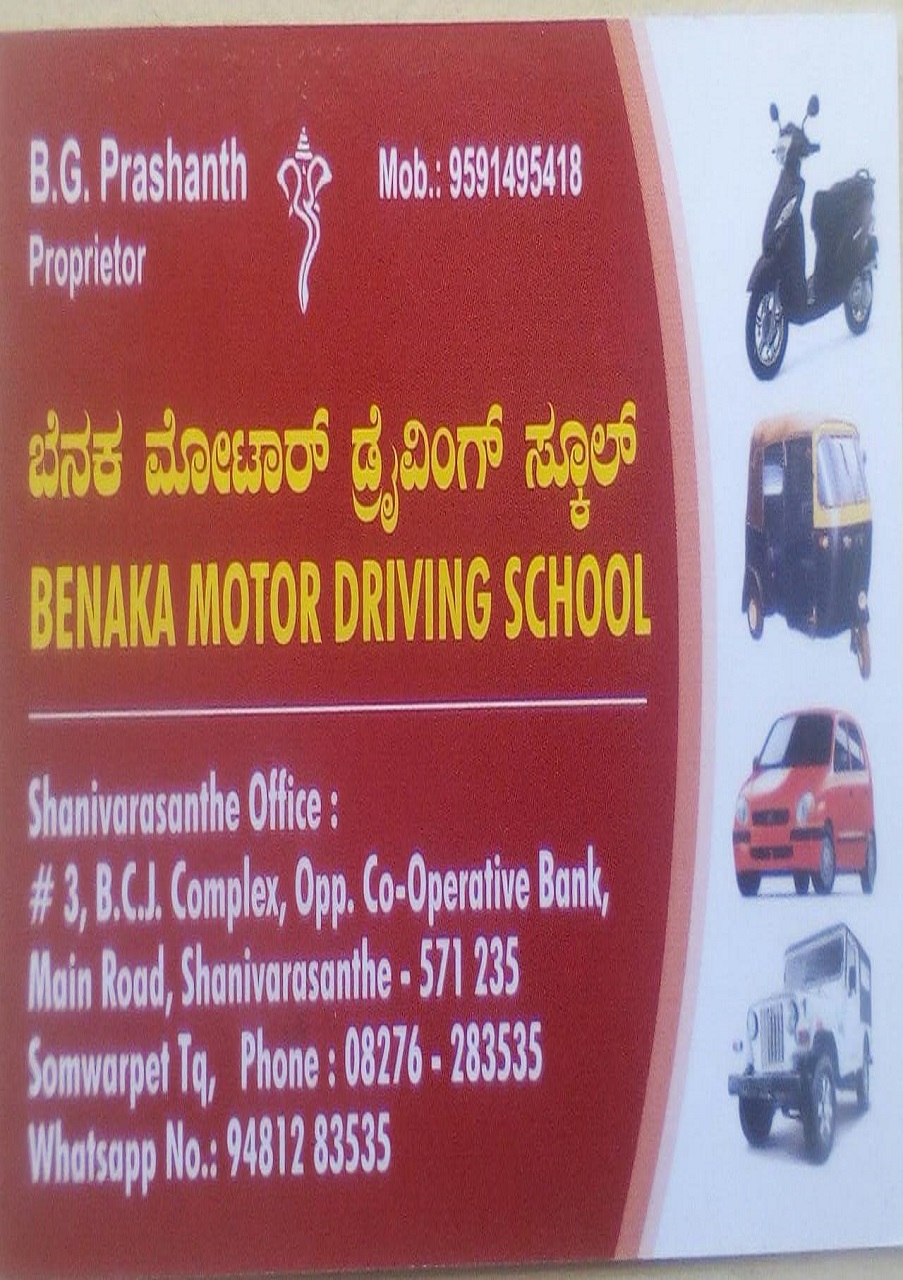 B.G. Prashanth
Mob.: 9591495418
Proprietor
ಬೆನಕ ಮೋಟಾರ್ ಡ್ರೈವಿಂಗ್ ಸ್ಕೂಲ್
BENAKA MOTOR DRIVING SCHOOL
Shanivarasanthe Office :
# 3, B.C.J. Complex, Opp. Co-Operative Bank,
Main Road, Shanivarasanthe - 571 235
Somwarpet Tq, Phone : 08276 - 283535
Whatsapp No.: 94812 83535